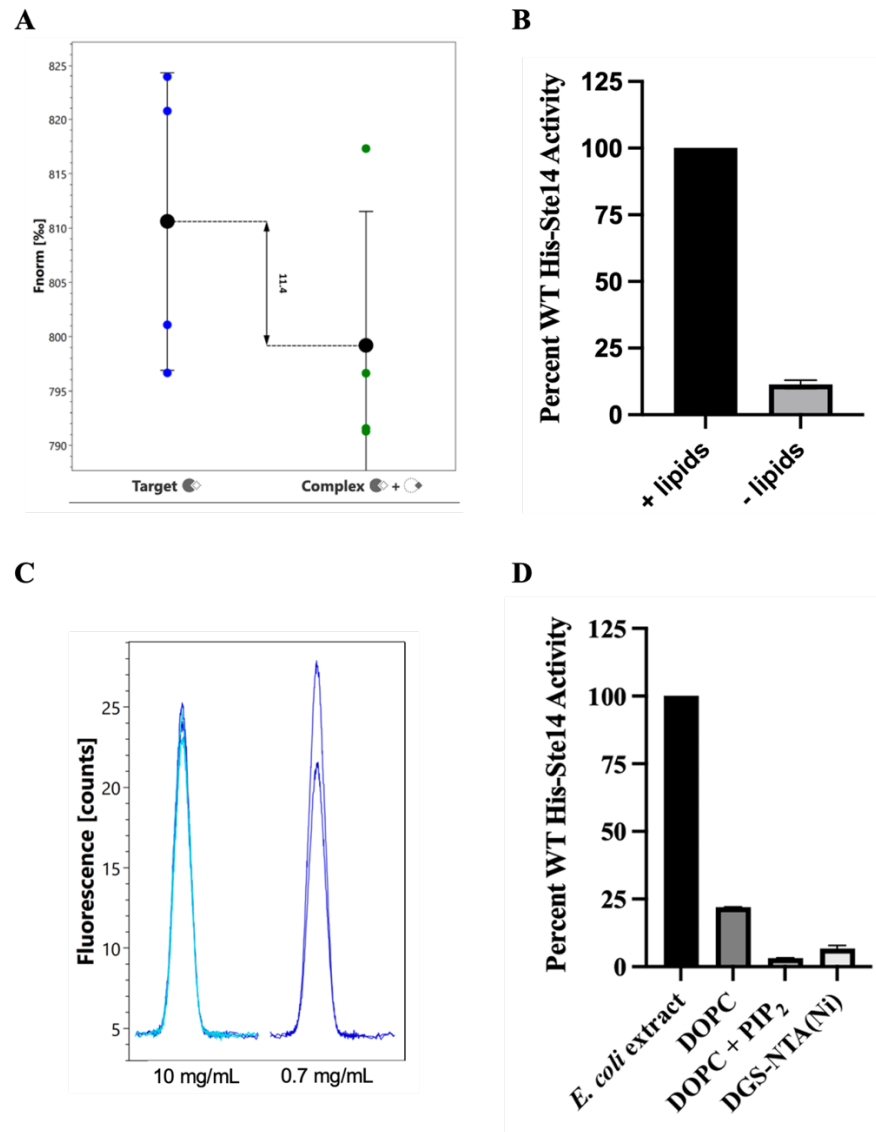 A
Fnorm [‰]
825
820
815
810
805
800
795
790
11.4
Target
Complex +
B
Percent WT His-Ste14 Activity
125
100
75
50
25
0
+ lipids
- lipids
C
Fluorescence [counts]
25
20
15
10
5
10 mg/mL
0.7 mg/mL
D
Percent WT His-Ste14 Activity
125
100
75
50
25
0
E. coli extract
DOPC
DOPC + PIP₂
DGS-NTA(Ni)